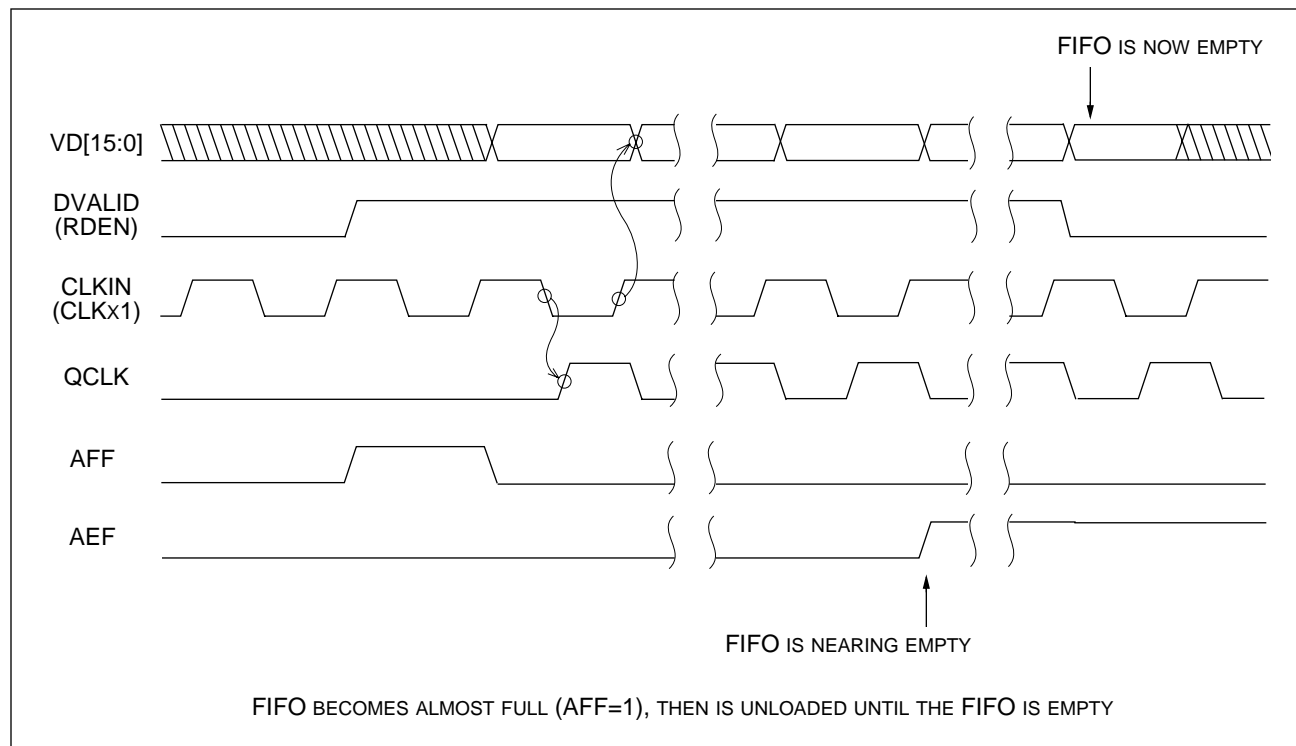 FIFO IS NOW EMPTY
VD[15:0]
DVALID
(RDEN)
CLKIN
(CLKX1)
QCLK
AFF
AEF
FIFO IS NEARING EMPTY
FIFO BECOMES ALMOST FULL (AFF=1), THEN IS UNLOADED UNTIL THE FIFO IS EMPTY